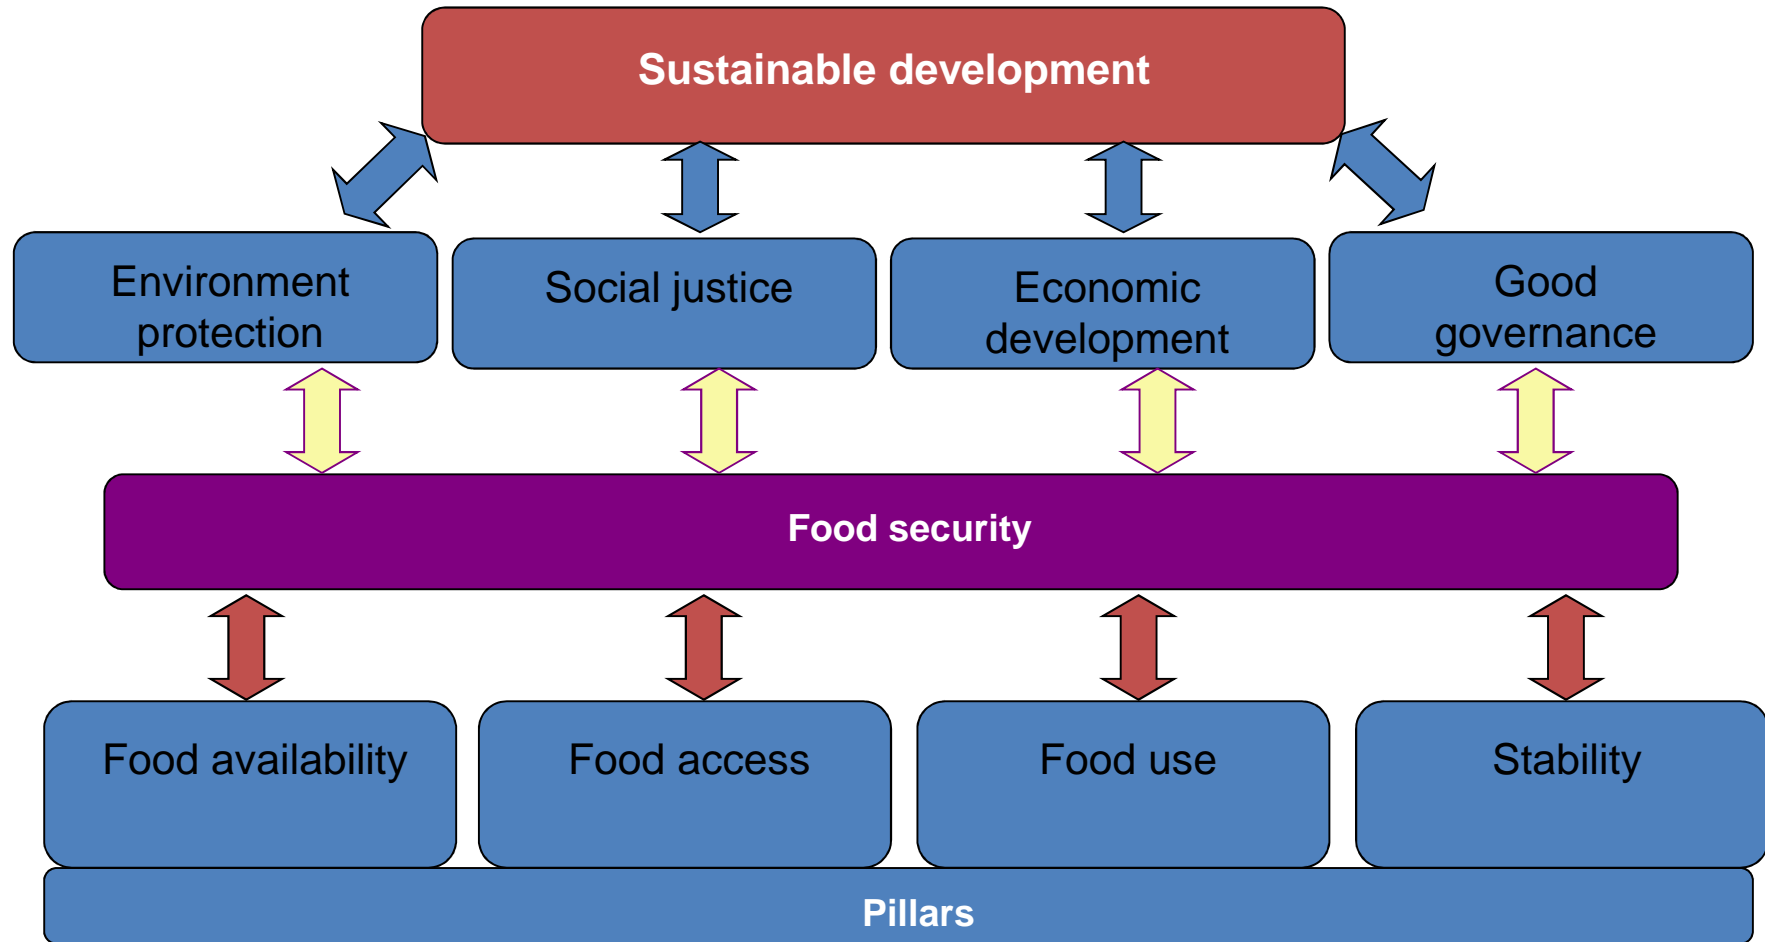 Sustainable development
Environment
protection
Social justice
Economic
development
Good
governance
Food security
Food availability
Food access
Food use
Stability
Pillars